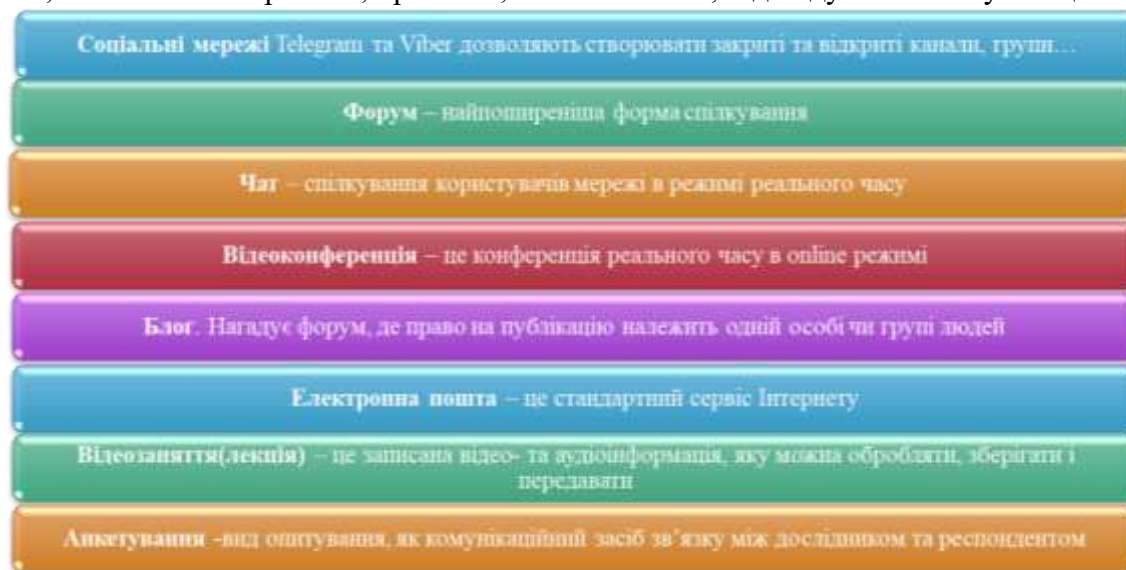 Соціальні мережі Telegram та Viber дозволяють створювати закриті та відкриті канали, групи…
Форум – найпоширеніша форма спілкування
Чат – спілкування користувачів мережі в режимі реального часу
Відеоконференція – це конференція реального часу в online режимі
Блог. Нагадує форум, де право на публікацію належить одній особі чи групі людей
Електронна пошта – це стандартний сервіс Інтернету
Відеозаняття(лекція) – це записана відео- та аудіоінформація, яку можна обробляти, зберігати і
передавати
Анкетування -вид опитування, як комунікаційний засіб зв’язку між дослідником та респондентом